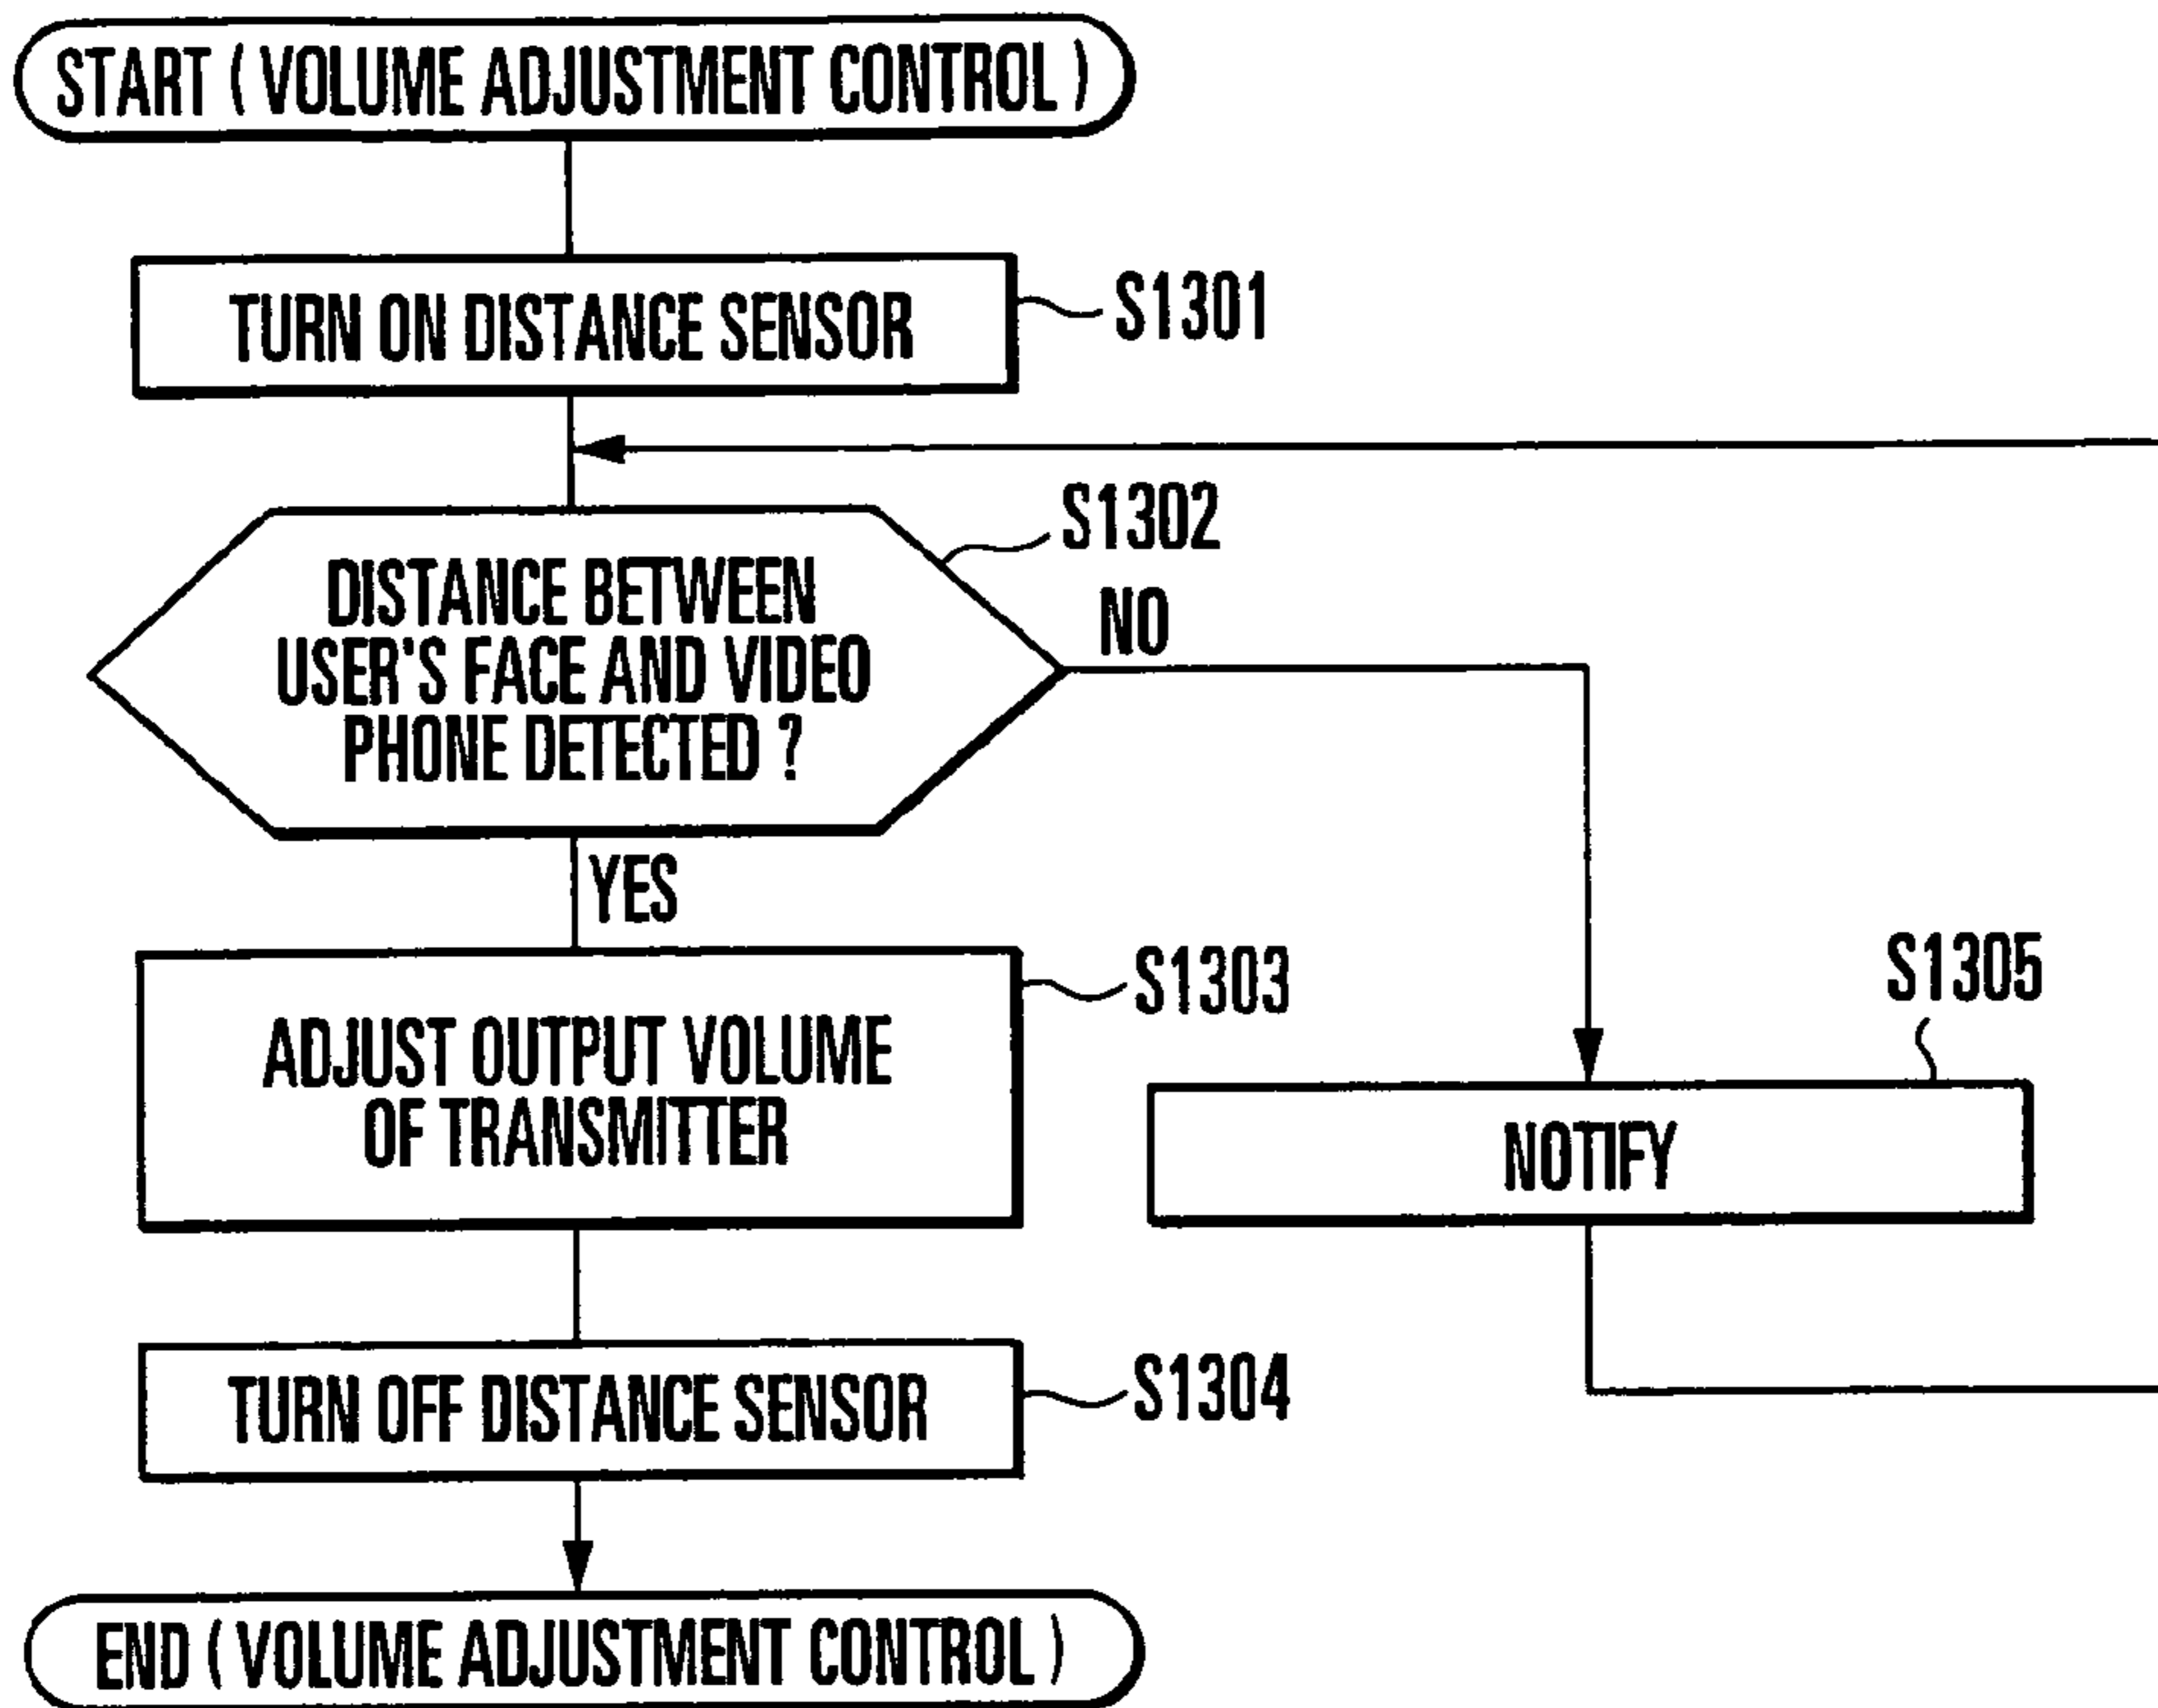 START ( VOLUME ADJUSTMENT CONTROL )
TURN ON DISTANCE SENSOR
S1301
S1302
DISTANCE BETWEEN
USER'S FACE AND VIDEO
PHONE DETECTED ?
NO
YES
S1303
ADJUST OUTPUT VOLUME
OF TRANSMITTER
S1305
NOTIFY
TURN OFF DISTANCE SENSOR
S1304
END ( VOLUME ADJUSTMENT CONTROL )